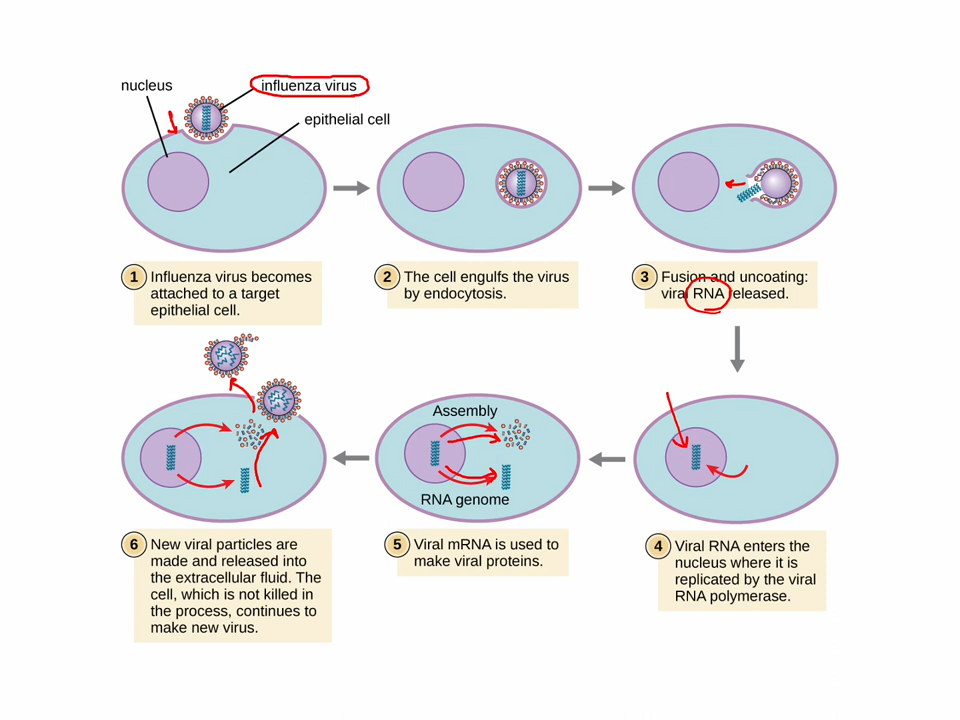 nucleus
influenza virus
epithelial cell
1 Influenza virus becomes
attached to a target
epithelial cell.
2 The cell engulfs the virus
by endocytosis.
3 Fusion and uncoating:
viral RNA released.
Assembly
RNA genome
6 New viral particles are
made and released into
the extracellular fluid. The
cell, which is not killed in
the process, continues to
make new virus.
5 Viral mRNA is used to
make viral proteins.
4 Viral RNA enters the
nucleus where it is
replicated by the viral
RNA polymerase.